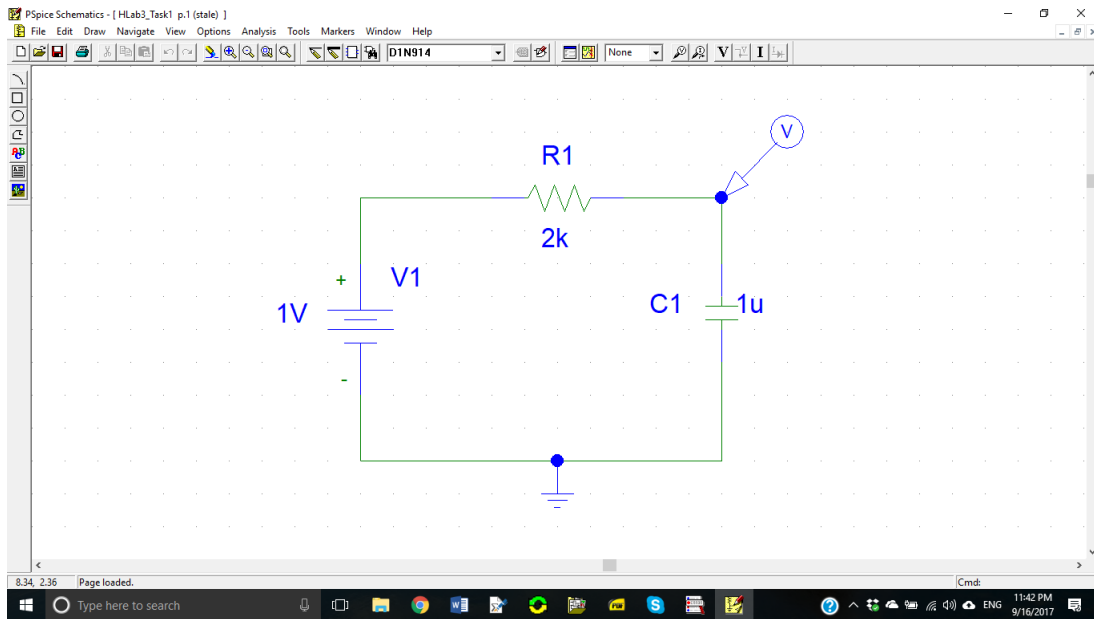 PSpice Schematics - [ HLab3_Task1 p.1 (stale) ]
File Edit Draw Navigate View Options Analysis Tools Markers Window Help
D1N914 None V V I
V
R1
2k
+
V1
1V
C1 1u
-
8.34, 2.36 Page loaded. Cmd:
Type here to search ENG 11:42 PM
9/16/2017